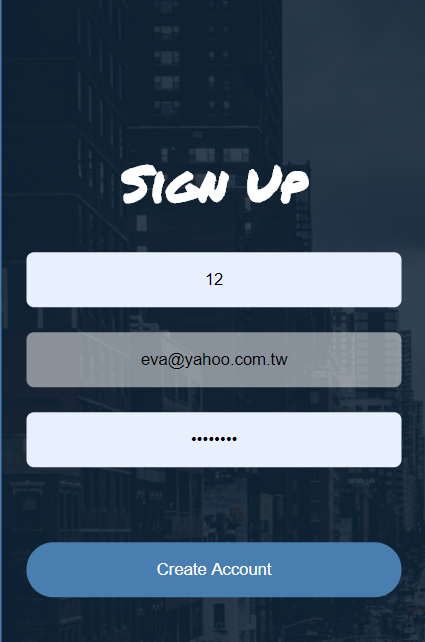 Sign Up
12
eva@yahoo.com.tw
••••••••
Create Account